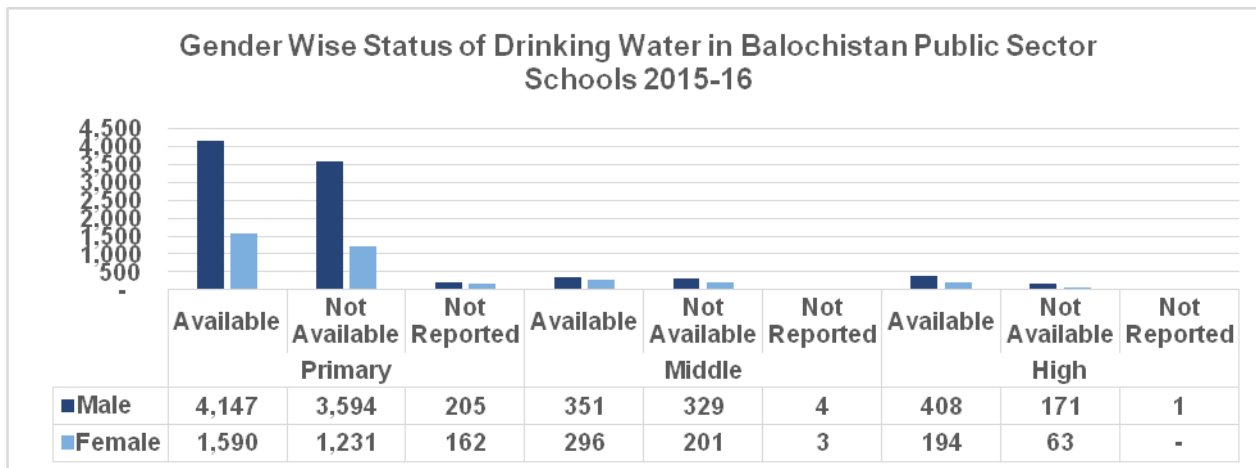 Gender Wise Status of Drinking Water in Balochistan Public Sector
Schools 2015-16
4,500
4,000
3,500
3,000
2,500
2,000
1,500
1,000
500
-
Available Not Available Not Reported Available Not Available Not Reported Available Not Available Not Reported
Primary Middle High
Male 4,147 3,594 205 351 329 4 408 171 1
Female 1,590 1,231 162 296 201 3 194 63 -